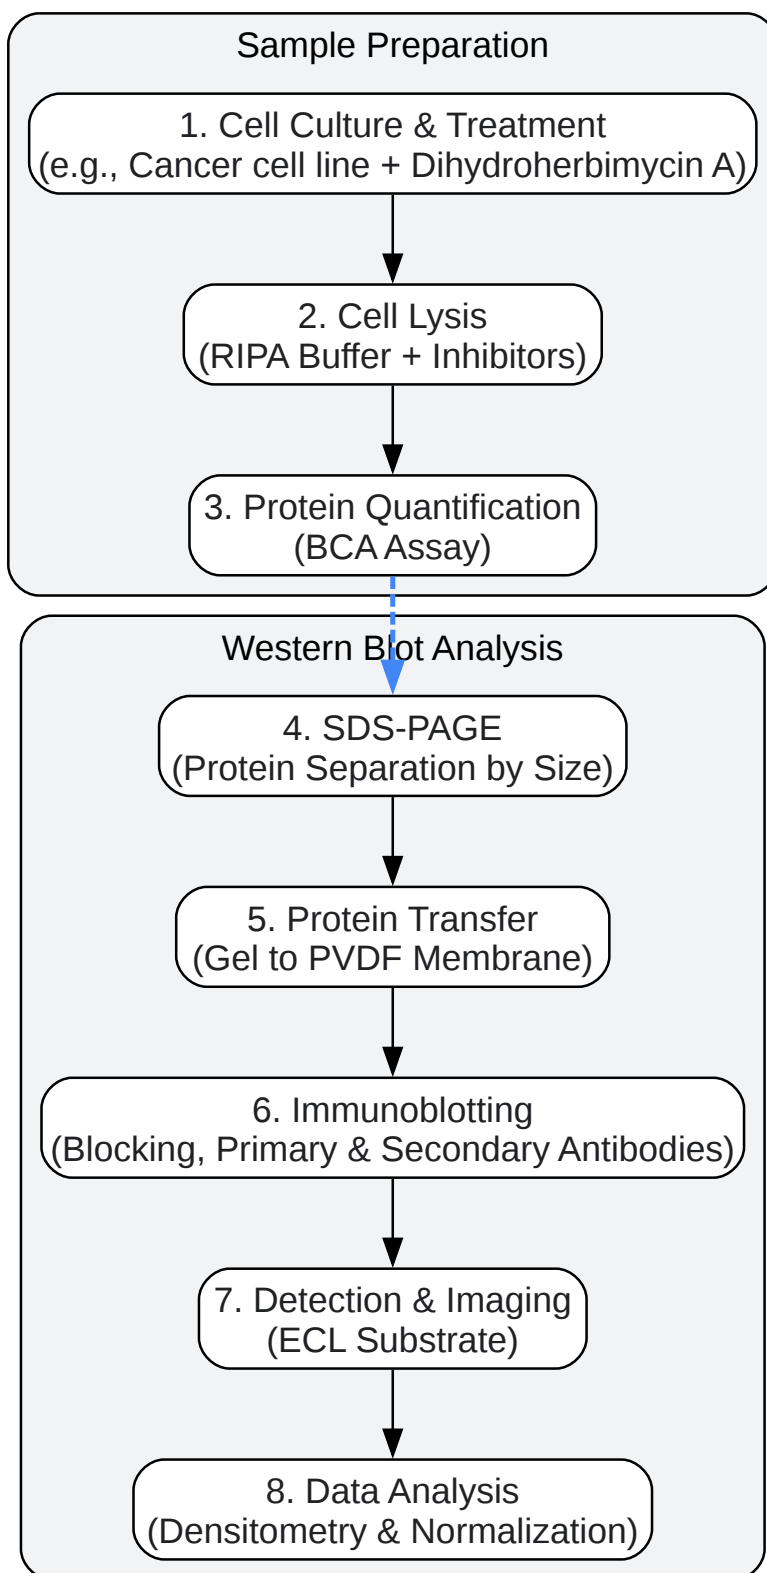 Sample Preparation
1. Cell Culture & Treatment
(e.g., Cancer cell line + Dihydroherbimycin A)
2. Cell Lysis
(RIPA Buffer + Inhibitors)
3. Protein Quantification
(BCA Assay)
Western Blot Analysis
4. SDS-PAGE
(Protein Separation by Size)
5. Protein Transfer
(Gel to PVDF Membrane)
6. Immunoblotting
(Blocking, Primary & Secondary Antibodies)
7. Detection & Imaging
(ECL Substrate)
8. Data Analysis
(Densitometry & Normalization)